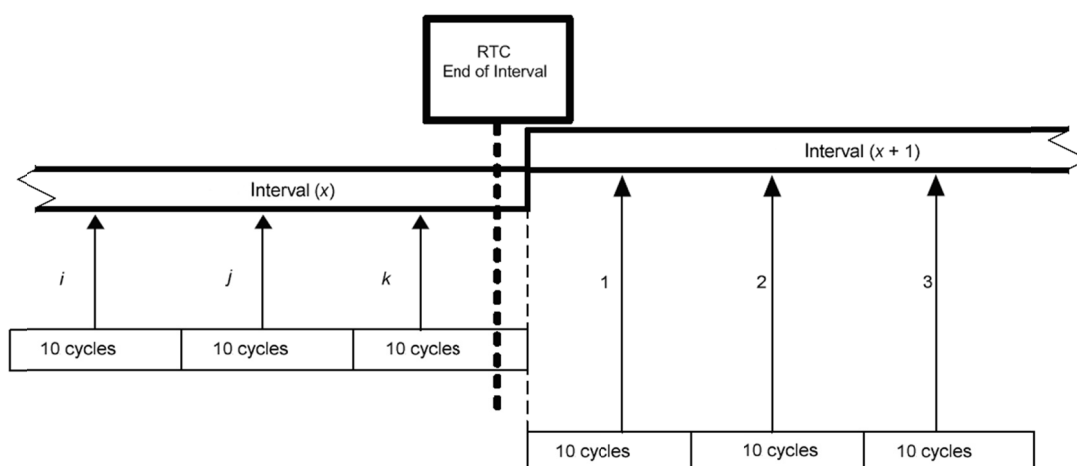 RTC
End of Interval
Interval (x + 1)
Interval (x)
i
j
k
1
2
3
10 cycles
10 cycles
10 cycles
10 cycles
10 cycles
10 cycles